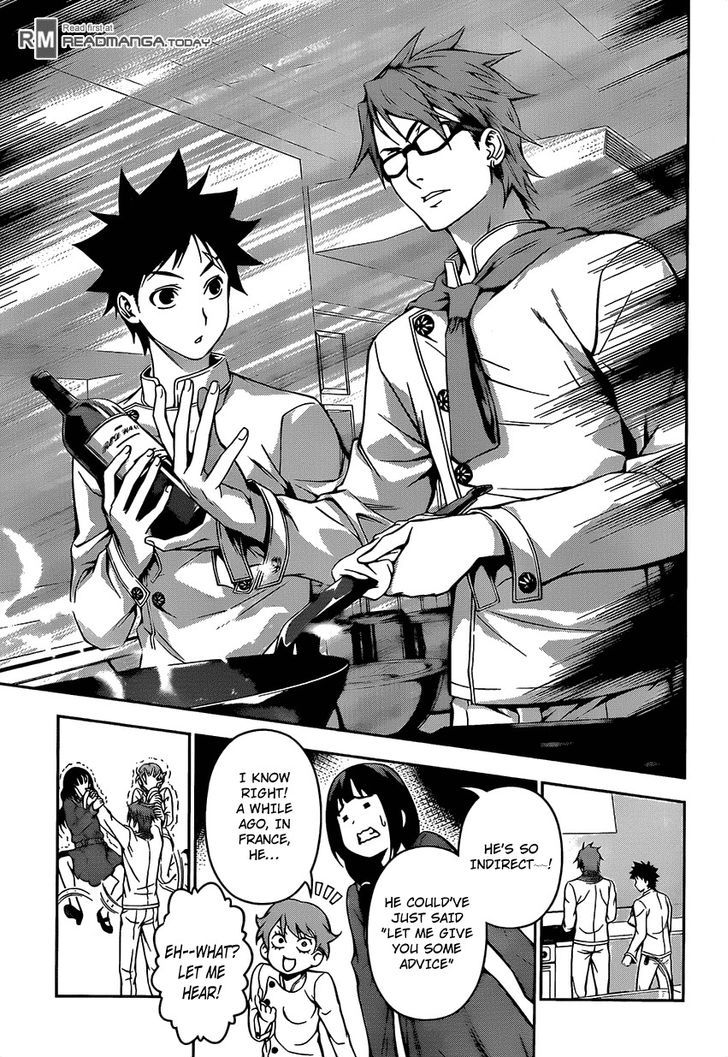 RM
Read first at
READMANGA.TODAY
HE'S SO
INDIRECT~~!
HE COULD'VE
JUST SAID
"LET ME GIVE
YOU SOME
ADVICE"
I KNOW
RIGHT!
A WHILE
AGO, IN
FRANCE,
HE...
EH--WHAT?
LET ME
HEAR!